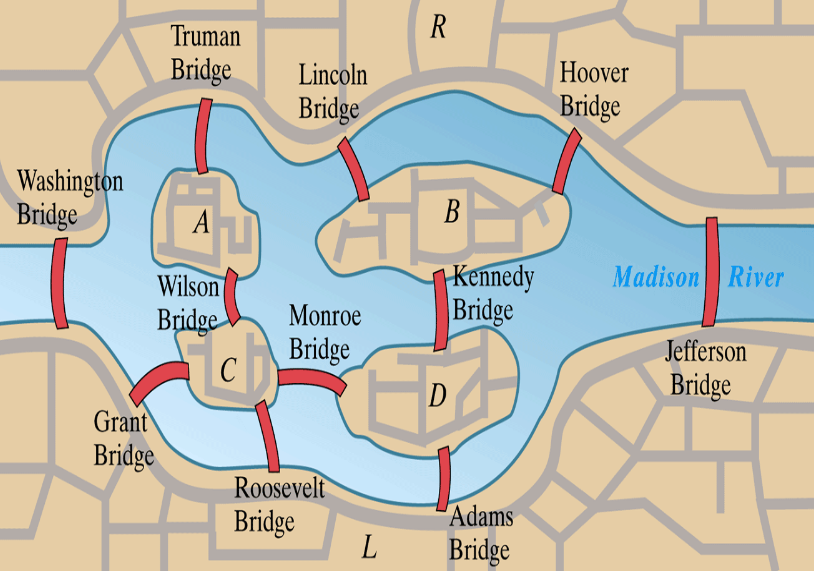 R
Truman
Bridge
Lincoln
Bridge
Hoover
Bridge
Washington
Bridge
A
B
Wilson
Bridge
Kennedy
Bridge
Madison River
Monroe
Bridge
Jefferson
Bridge
C
D
Grant
Bridge
Roosevelt
Bridge
Adams
Bridge
L